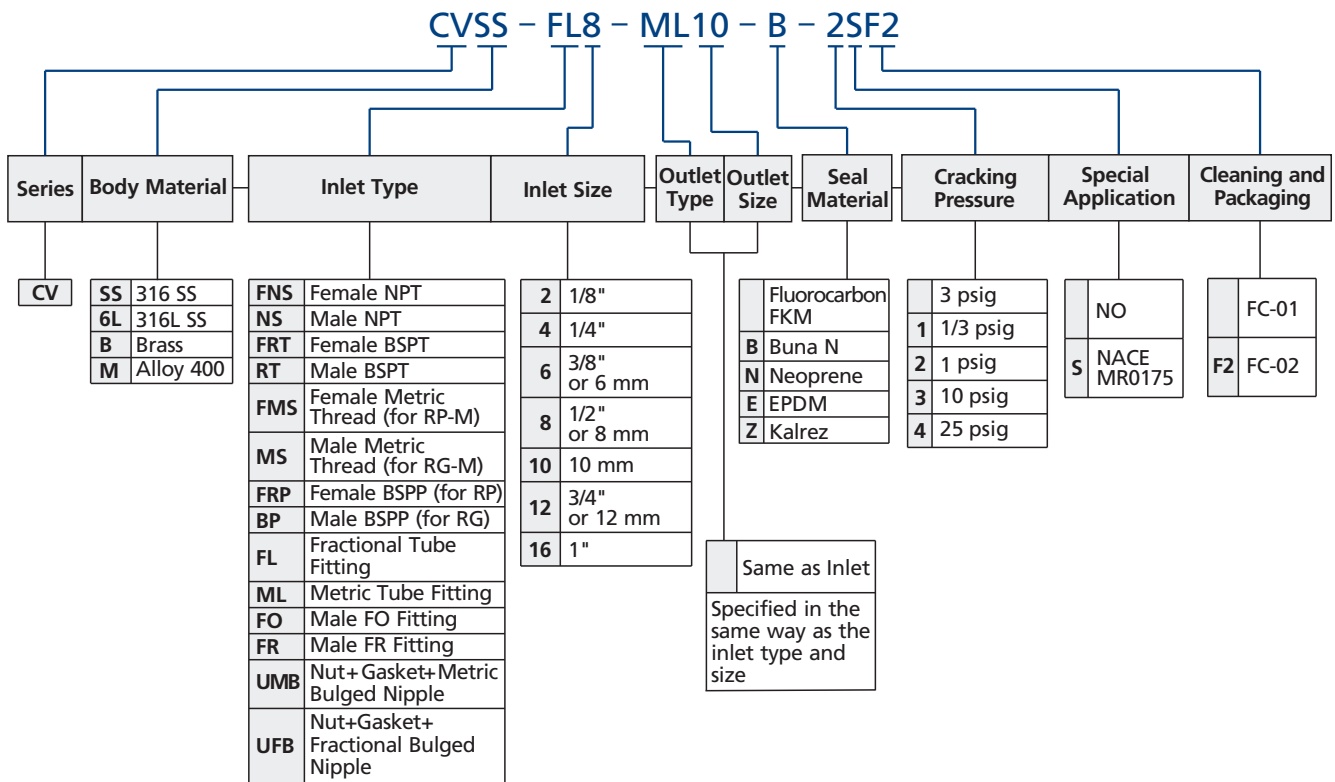 CVSS – FL8 – ML10 – B – 2SF2
Series
Body Material
Inlet Type
Inlet Size
Outlet
Type
Outlet
Size
Seal
Material
Cracking
Pressure
Special
Application
Cleaning and
Packaging
CV
SS 316 SS
6L 316L SS
B Brass
M Alloy 400
FNS Female NPT
NS Male NPT
FRT Female BSPT
RT Male BSPT
FMS Female Metric
Thread (for RP-M)
MS Male Metric
Thread (for RG-M)
FRP Female BSPP (for RP)
BP Male BSPP (for RG)
FL Fractional Tube
Fitting
ML Metric Tube Fitting
FO Male FO Fitting
FR Male FR Fitting
UMB Nut+Gasket+Metric
Bulged Nipple
UFB Nut+Gasket+
Fractional Bulged
Nipple
2 1/8"
4 1/4"
6 3/8"
or 6 mm
8 1/2"
or 8 mm
10 10 mm
12 3/4"
or 12 mm
16 1"
Same as Inlet
Specified in the
same way as the
inlet type and
size
Fluorocarbon
FKM
B Buna N
N Neoprene
E EPDM
Z Kalrez
3 psig
1 1/3 psig
2 1 psig
3 10 psig
4 25 psig
NO
S NACE
MR0175
FC-01
F2 FC-02